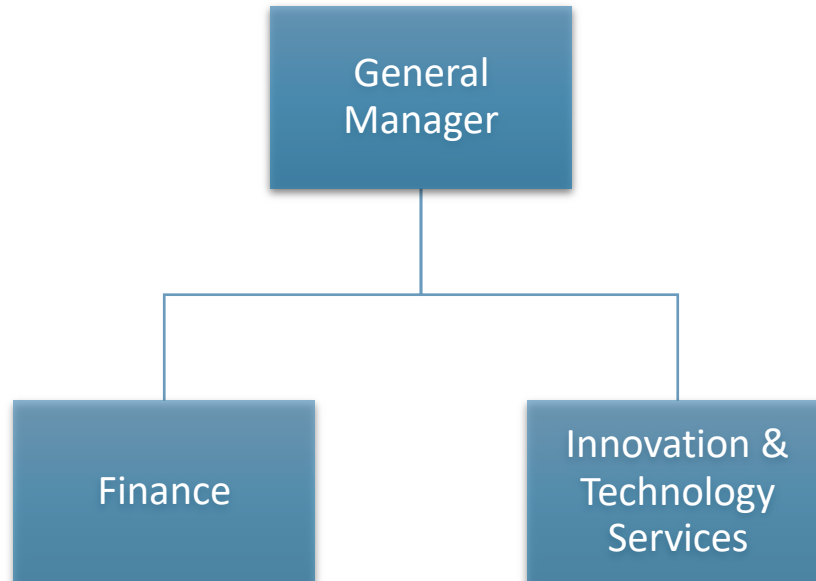 General
Manager
Finance
Innovation &
Technology
Services